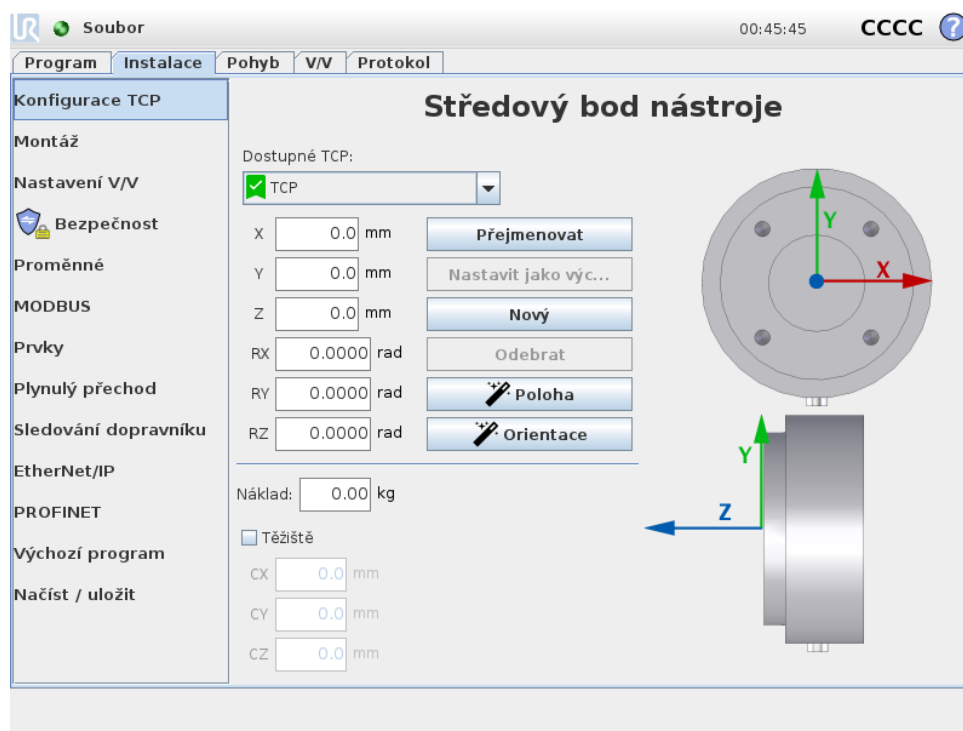 UR Soubor 00:45:45 CCCC ?
Program Instalace Pohyb V/V Protokol
Konfigurace TCP
Montáž
Nastavení V/V
Bezpečnost
Proměnné
MODBUS
Prvky
Plynulý přechod
Sledování dopravníku
EtherNet/IP
PROFINET
Výchozí program
Načíst / uložit
Středový bod nástroje
Dostupné TCP:
TCP
X 0.0 mm Přejmenovat
Y 0.0 mm Nastavit jako výc...
Z 0.0 mm Nový
RX 0.0000 rad Odebrat
RY 0.0000 rad Poloha
RZ 0.0000 rad Orientace
Náklad: 0.00 kg
Těžiště
CX 0.0 mm
CY 0.0 mm
CZ 0.0 mm
Y
X
Y
Z